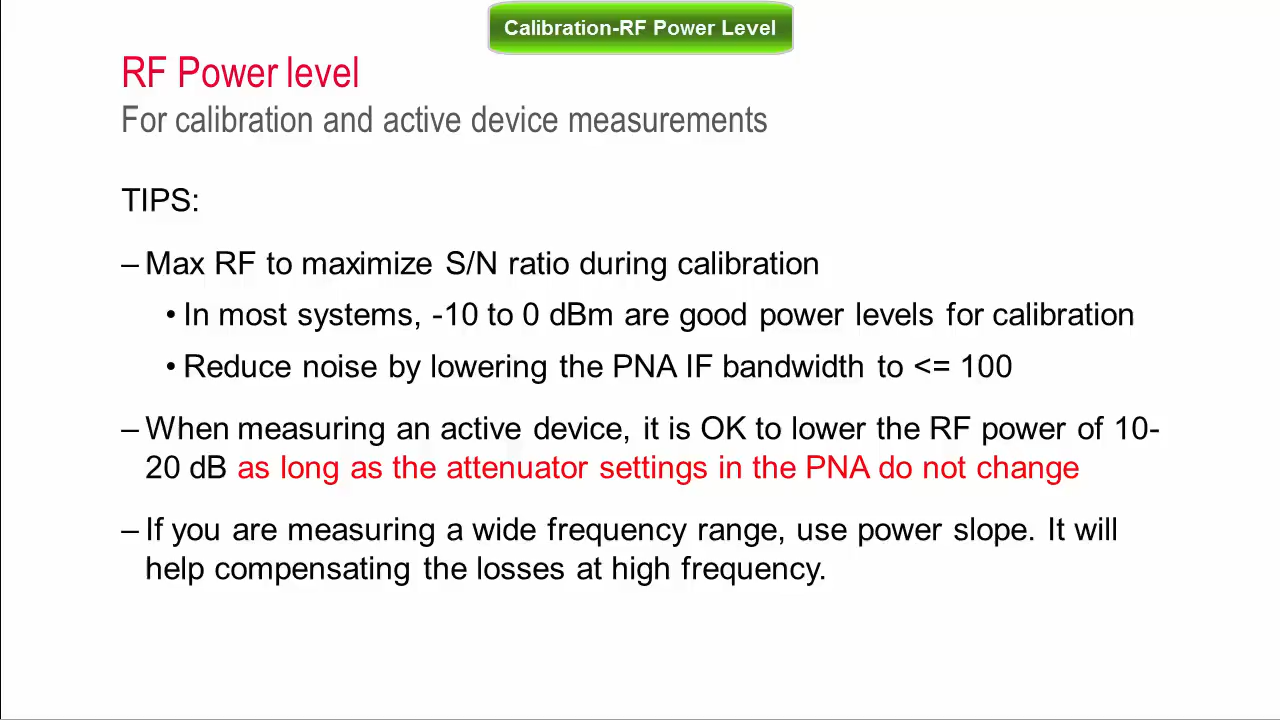 Calibration-RF Power Level
RF Power level
For calibration and active device measurements
TIPS:
– Max RF to maximize S/N ratio during calibration
• In most systems, -10 to 0 dBm are good power levels for calibration
• Reduce noise by lowering the PNA IF bandwidth to <= 100
– When measuring an active device, it is OK to lower the RF power of 10-
20 dB as long as the attenuator settings in the PNA do not change
– If you are measuring a wide frequency range, use power slope. It will
help compensating the losses at high frequency.